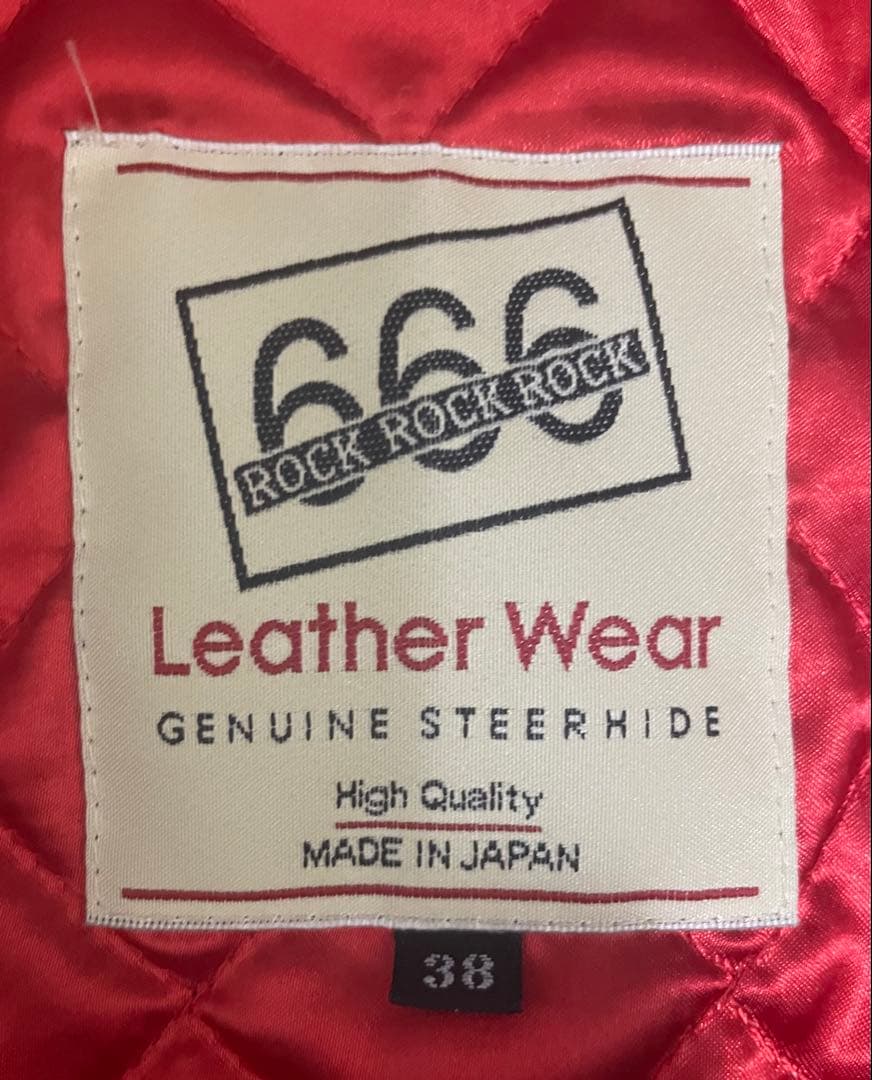 666
ROCK ROCK ROCK
Leather Wear
GENUINE STEERHIDE
High Quality
MADE IN JAPAN
38